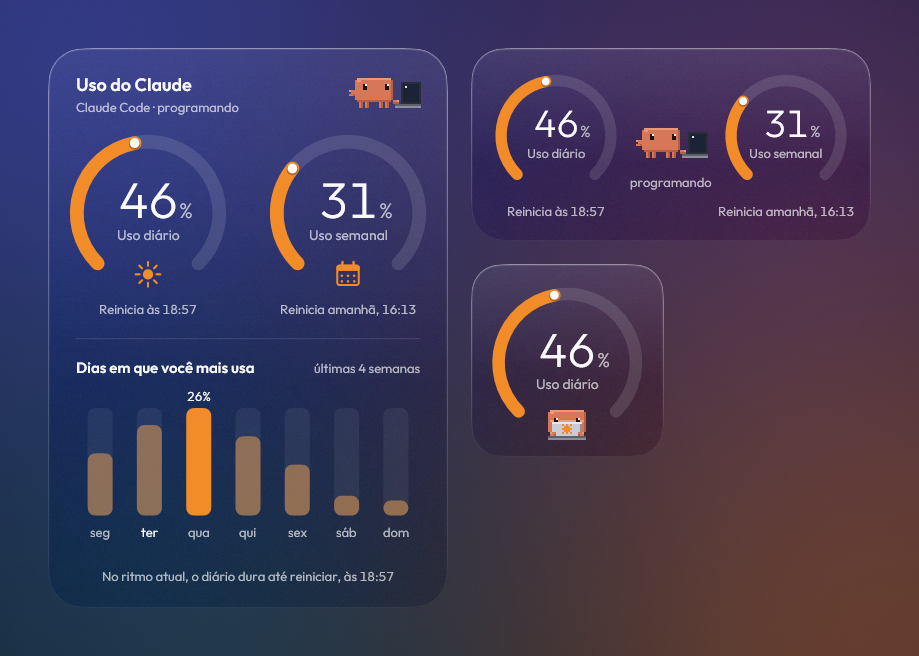 Uso do Claude
Claude Code · programando
46%
Uso diário
Reinicia às 18:57
31%
Uso semanal
Reinicia amanhã, 16:13
Dias em que você mais usa
últimas 4 semanas
26%
seg ter qua qui sex sáb dom
No ritmo atual, o diário dura até reiniciar, às 18:57
46%
Uso diário
Reinicia às 18:57
programando
31%
Uso semanal
Reinicia amanhã, 16:13
46%
Uso diário